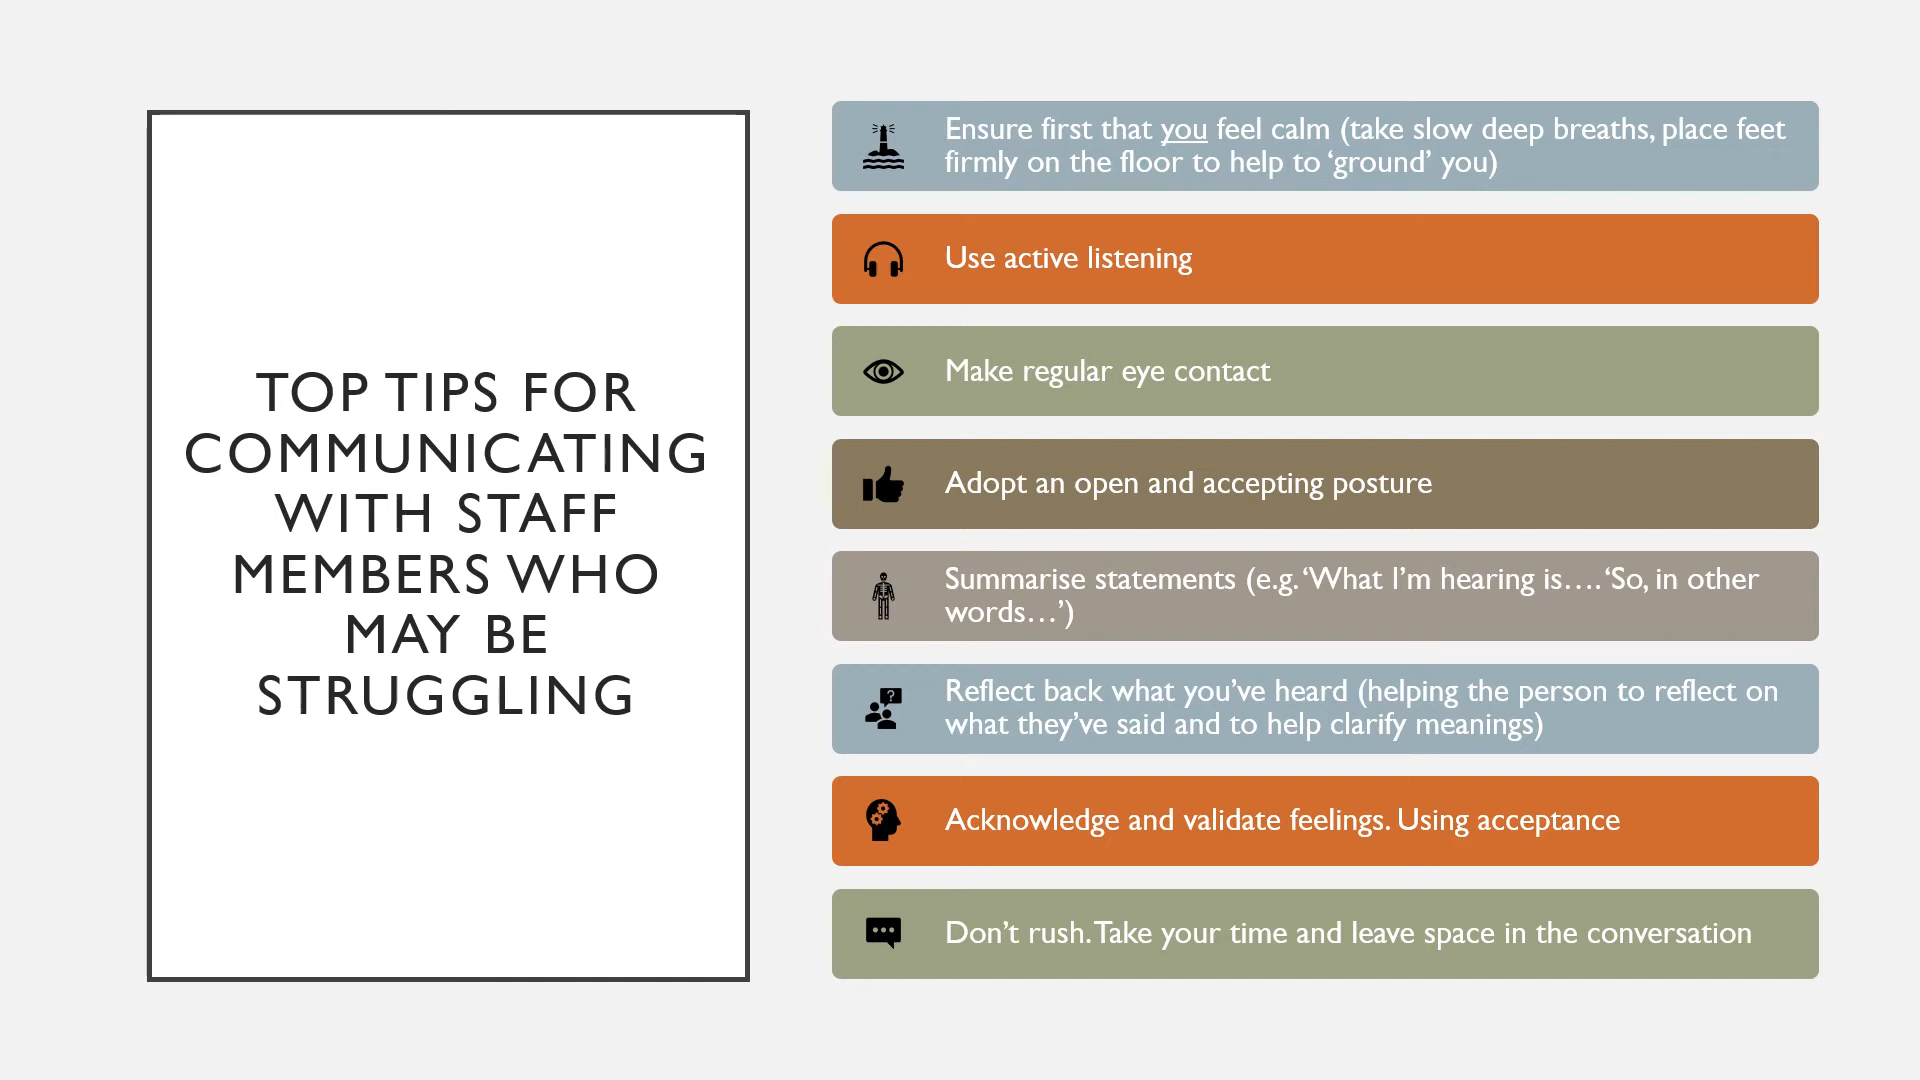 TOP TIPS FOR
COMMUNICATING
WITH STAFF
MEMBERS WHO
MAY BE
STRUGGLING
Ensure first that you feel calm (take slow deep breaths, place feet
firmly on the floor to help to ‘ground’ you)
Use active listening
Make regular eye contact
Adopt an open and accepting posture
Summarise statements (e.g. ‘What I’m hearing is…. ‘So, in other
words…’)
?
Reflect back what you’ve heard (helping the person to reflect on
what they’ve said and to help clarify meanings)
Acknowledge and validate feelings. Using acceptance
Don’t rush. Take your time and leave space in the conversation